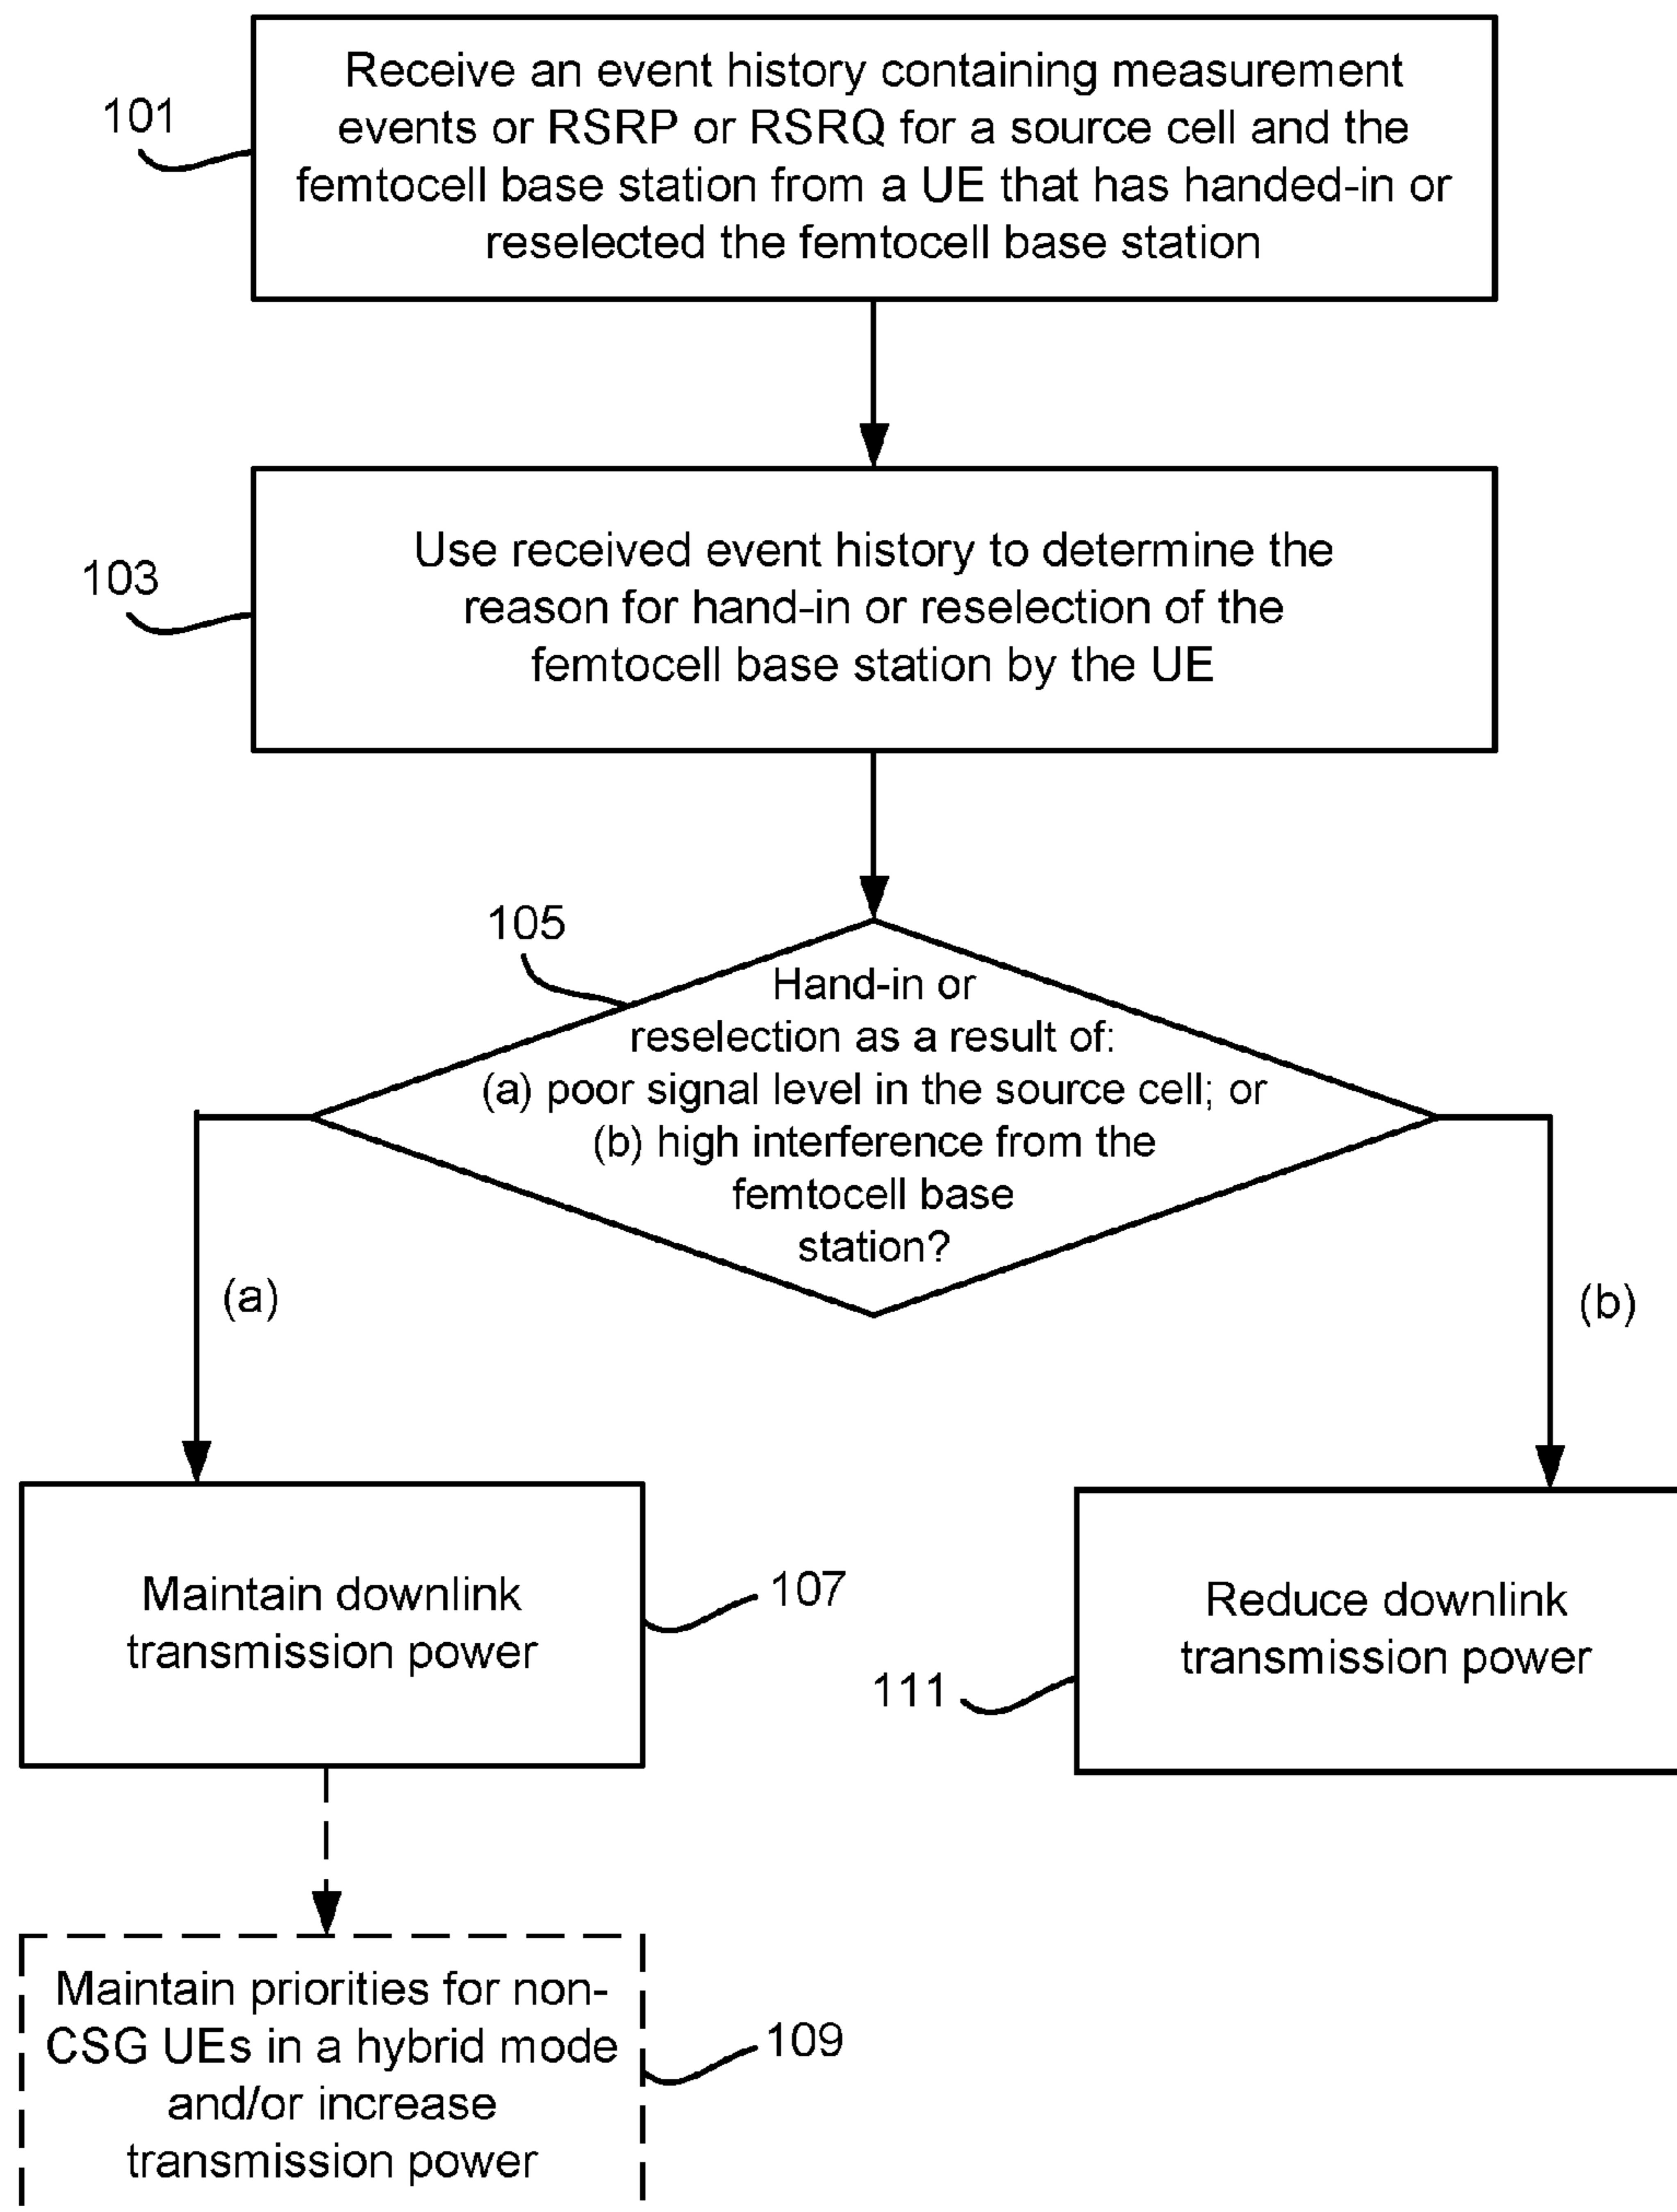 Receive an event history containing measurement
events or RSRP or RSRQ for a source cell and the
femtocell base station from a UE that has handed-in or
reselected the femtocell base station
101
Use received event history to determine the
reason for hand-in or reselection of the
femtocell base station by the UE
103
105
Hand-in or
reselection as a result of:
(a) poor signal level in the source cell; or
(b) high interference from the
femtocell base
station?
(a)
(b)
Maintain downlink
transmission power
107
Reduce downlink
transmission power
111
Maintain priorities for non-
CSG UEs in a hybrid mode
and/or increase
transmission power
109